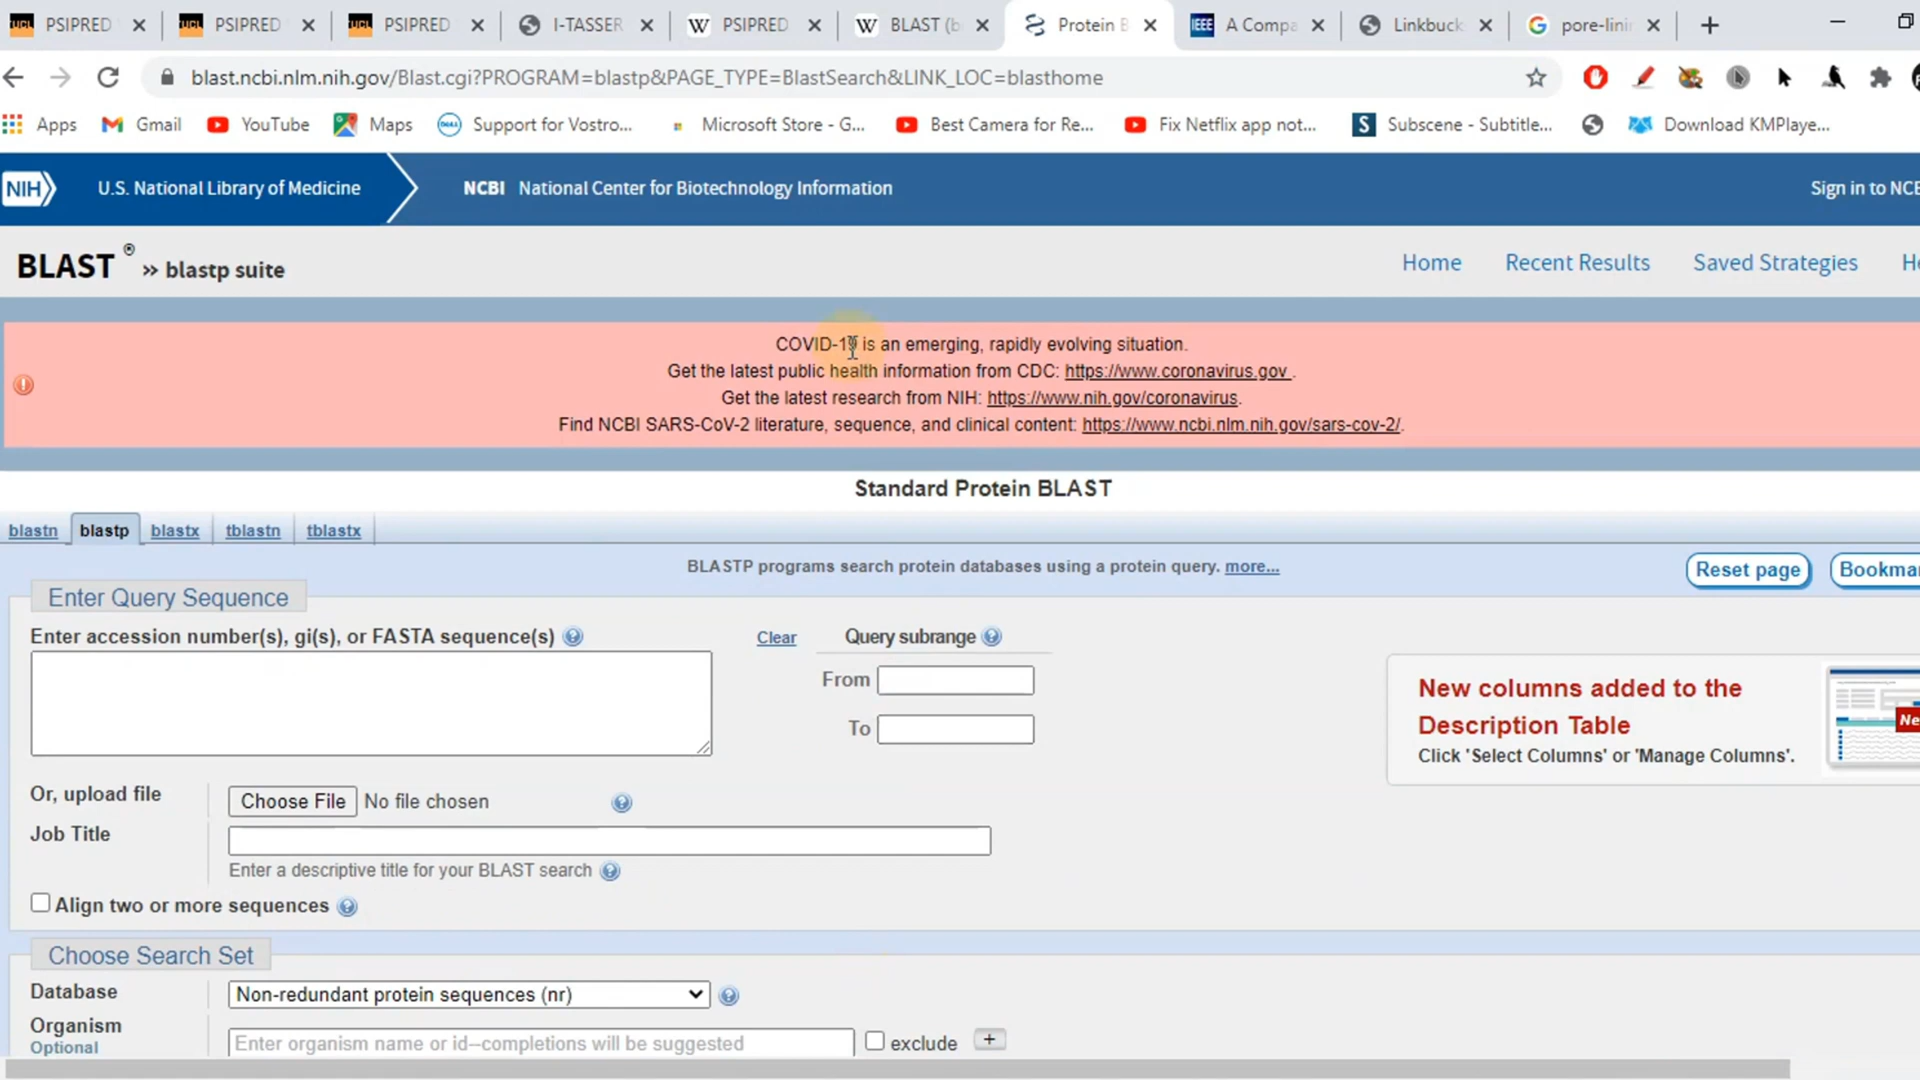 PSIPRED
PSIPRED
PSIPRED
I-TASSER
PSIPRED
BLAST (b
Protein B
IEEE A Compa
Linkbuck
pore-lini
blast.ncbi.nlm.nih.gov/Blast.cgi?PROGRAM=blastp&PAGE_TYPE=BlastSearch&LINK_LOC=blasthome
Apps Gmail YouTube Maps Support for Vostro... Microsoft Store - G... Best Camera for Re... Fix Netflix app not... Subscene - Subtitle... Download KMPlaye...
NIH U.S. National Library of Medicine NCBI National Center for Biotechnology Information Sign in to NCB
BLAST ® » blastp suite Home Recent Results Saved Strategies He
COVID-19 is an emerging, rapidly evolving situation.
Get the latest public health information from CDC: https://www.coronavirus.gov .
Get the latest research from NIH: https://www.nih.gov/coronavirus.
Find NCBI SARS-CoV-2 literature, sequence, and clinical content: https://www.ncbi.nlm.nih.gov/sars-cov-2/.
Standard Protein BLAST
blastn blastp blastx tblastn tblastx
BLASTP programs search protein databases using a protein query. more...
Reset page Bookmar
Enter Query Sequence
Enter accession number(s), gi(s), or FASTA sequence(s) Clear Query subrange
From
To
New columns added to the
Description Table
Click 'Select Columns' or 'Manage Columns'.
Ne
Or, upload file Choose File No file chosen
Job Title
Enter a descriptive title for your BLAST search
Align two or more sequences
Choose Search Set
Database Non-redundant protein sequences (nr)
Organism
Optional
Enter organism name or id--completions will be suggested exclude +